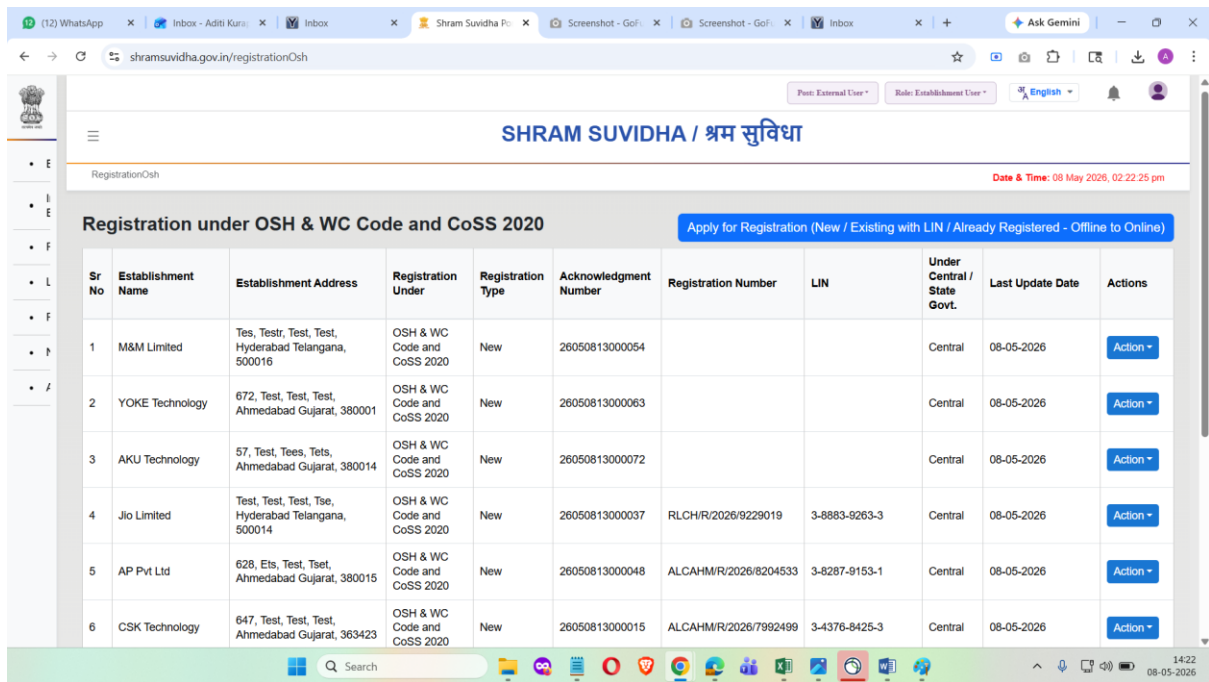 (12) WhatsApp
Inbox - Aditi Kura
Inbox
Shram Suvidha Po
Screenshot - GoFu
Screenshot - GoFu
Inbox
Ask Gemini
shramsuvidha.gov.in/registrationOsh
Post: External User
Role: Establishment User
English
SHRAM SUVIDHA / श्रम सुविधा
RegistrationOsh
Date & Time: 08 May 2026, 02:22:25 pm
Registration under OSH & WC Code and CoSS 2020
Apply for Registration (New / Existing with LIN / Already Registered - Offline to Online)
Sr No Establishment Name Establishment Address Registration Under Registration Type Acknowledgment Number Registration Number LIN Under Central / State Govt. Last Update Date Actions
1 M&M Limited Tes, Testr, Test, Test, Hyderabad Telangana, 500016 OSH & WC Code and CoSS 2020 New 26050813000054 Central 08-05-2026 Action
2 YOKE Technology 672, Test, Test, Test, Ahmedabad Gujarat, 380001 OSH & WC Code and CoSS 2020 New 26050813000063 Central 08-05-2026 Action
3 AKU Technology 57, Test, Tees, Tets, Ahmedabad Gujarat, 380014 OSH & WC Code and CoSS 2020 New 26050813000072 Central 08-05-2026 Action
4 Jio Limited Test, Test, Test, Tse, Hyderabad Telangana, 500014 OSH & WC Code and CoSS 2020 New 26050813000037 RLCH/R/2026/9229019 3-8883-9263-3 Central 08-05-2026 Action
5 AP Pvt Ltd 628, Ets, Test, Tset, Ahmedabad Gujarat, 380015 OSH & WC Code and CoSS 2020 New 26050813000048 ALCAHM/R/2026/8204533 3-8287-9153-1 Central 08-05-2026 Action
6 CSK Technology 647, Test, Test, Test, Ahmedabad Gujarat, 363423 OSH & WC Code and CoSS 2020 New 26050813000015 ALCAHM/R/2026/7992499 3-4376-8425-3 Central 08-05-2026 Action
Search
14:22
08-05-2026